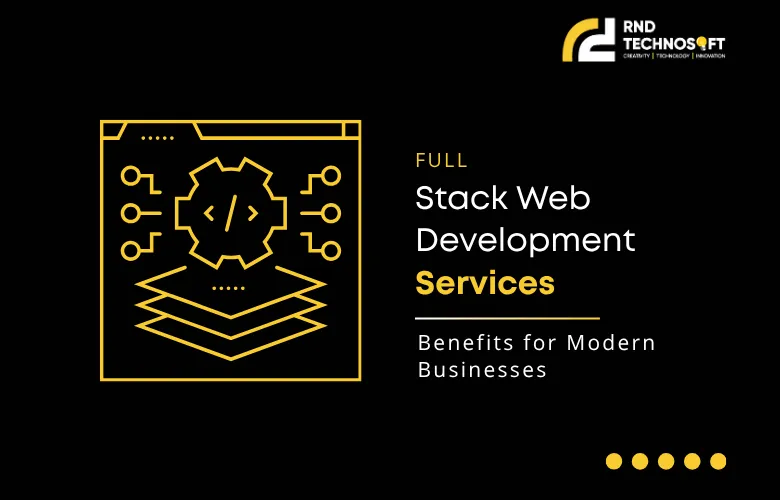 RND
TECHNOSOFT
CREATIVITY | TECHNOLOGY | INNOVATION
FULL
Stack Web
Development
Services
Benefits for Modern
Businesses